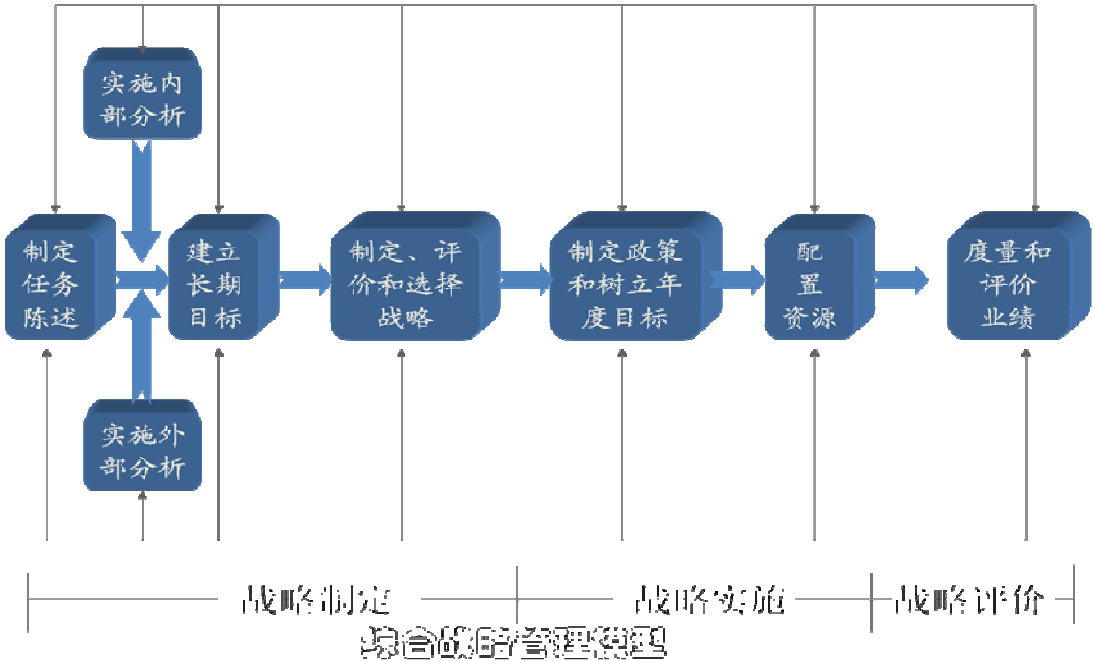 实施内
部分析
制定
任务
陈述
建立
长期
目标
制定、评
价和选择
战略
制定政策
和树立年
度目标
配
置
资源
度量和
评价
业绩
实施外
部分析
战略制定
战略实施
战略评价
综合战略管理模型